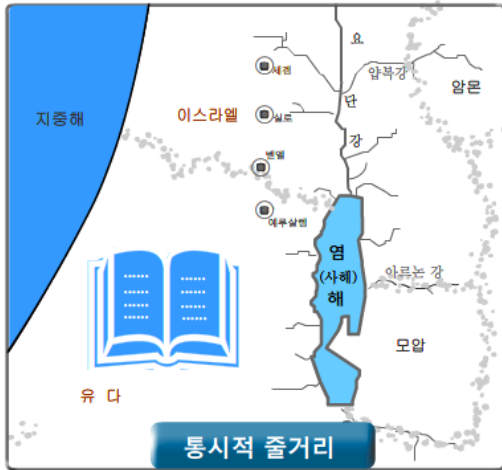 요
단
강
세겜
얍복강
암몬
지중해
이스라엘
실로
벧엘
예루살렘
염
(사해)
해
아르논 강
모압
유 다
통시적 줄거리